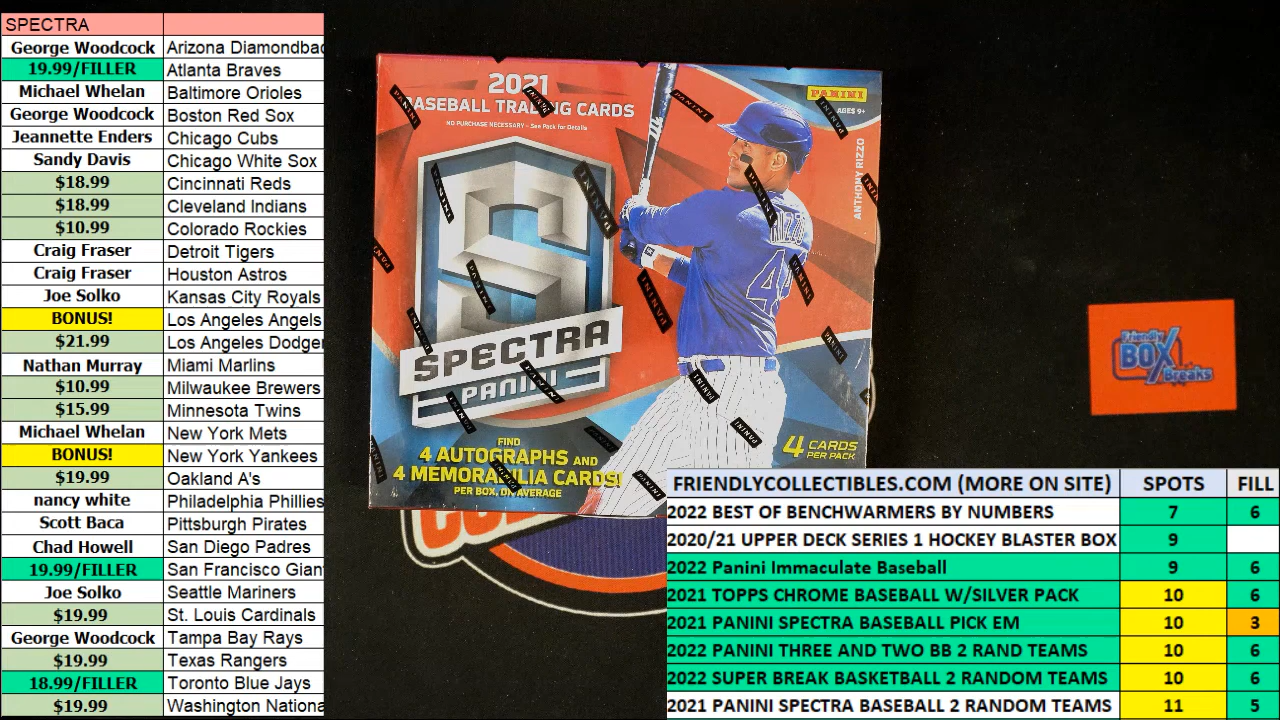 SPECTRA
George Woodcock Arizona Diamondbac
19.99/FILLER Atlanta Braves
Michael Whelan Baltimore Orioles
George Woodcock Boston Red Sox
Jeannette Enders Chicago Cubs
Sandy Davis Chicago White Sox
$18.99 Cincinnati Reds
$18.99 Cleveland Indians
$10.99 Colorado Rockies
Craig Fraser Detroit Tigers
Craig Fraser Houston Astros
Joe Solko Kansas City Royals
BONUS! Los Angeles Angels
$21.99 Los Angeles Dodger
Nathan Murray Miami Marlins
$10.99 Milwaukee Brewers
$15.99 Minnesota Twins
Michael Whelan New York Mets
BONUS! New York Yankees
$19.99 Oakland A's
nancy white Philadelphia Phillies
Scott Baca Pittsburgh Pirates
Chad Howell San Diego Padres
19.99/FILLER San Francisco Gian
Joe Solko Seattle Mariners
$19.99 St. Louis Cardinals
George Woodcock Tampa Bay Rays
$19.99 Texas Rangers
18.99/FILLER Toronto Blue Jays
$19.99 Washington Nationa
2021
BASEBALL TRADING CARDS
NO PURCHASE NECESSARY - See Pack for Details
PANINI
AGES 9+
ANTHONY RIZZO
SPECTRA
PANINI
FIND
4 AUTOGRAPHS AND
4 MEMORABILIA CARDS!
PER BOX, ON AVERAGE
4 CARDS
PER PACK
Friendly
BOX
Breaks
FRIENDLYCOLLECTIBLES.COM (MORE ON SITE) SPOTS FILL
2022 BEST OF BENCHWARMERS BY NUMBERS 7 6
2020/21 UPPER DECK SERIES 1 HOCKEY BLASTER BOX 9
2022 Panini Immaculate Baseball 9 6
2021 TOPPS CHROME BASEBALL W/SILVER PACK 10 6
2021 PANINI SPECTRA BASEBALL PICK EM 10 3
2022 PANINI THREE AND TWO BB 2 RAND TEAMS 10 6
2022 SUPER BREAK BASKETBALL 2 RANDOM TEAMS 10 6
2021 PANINI SPECTRA BASEBALL 2 RANDOM TEAMS 11 5